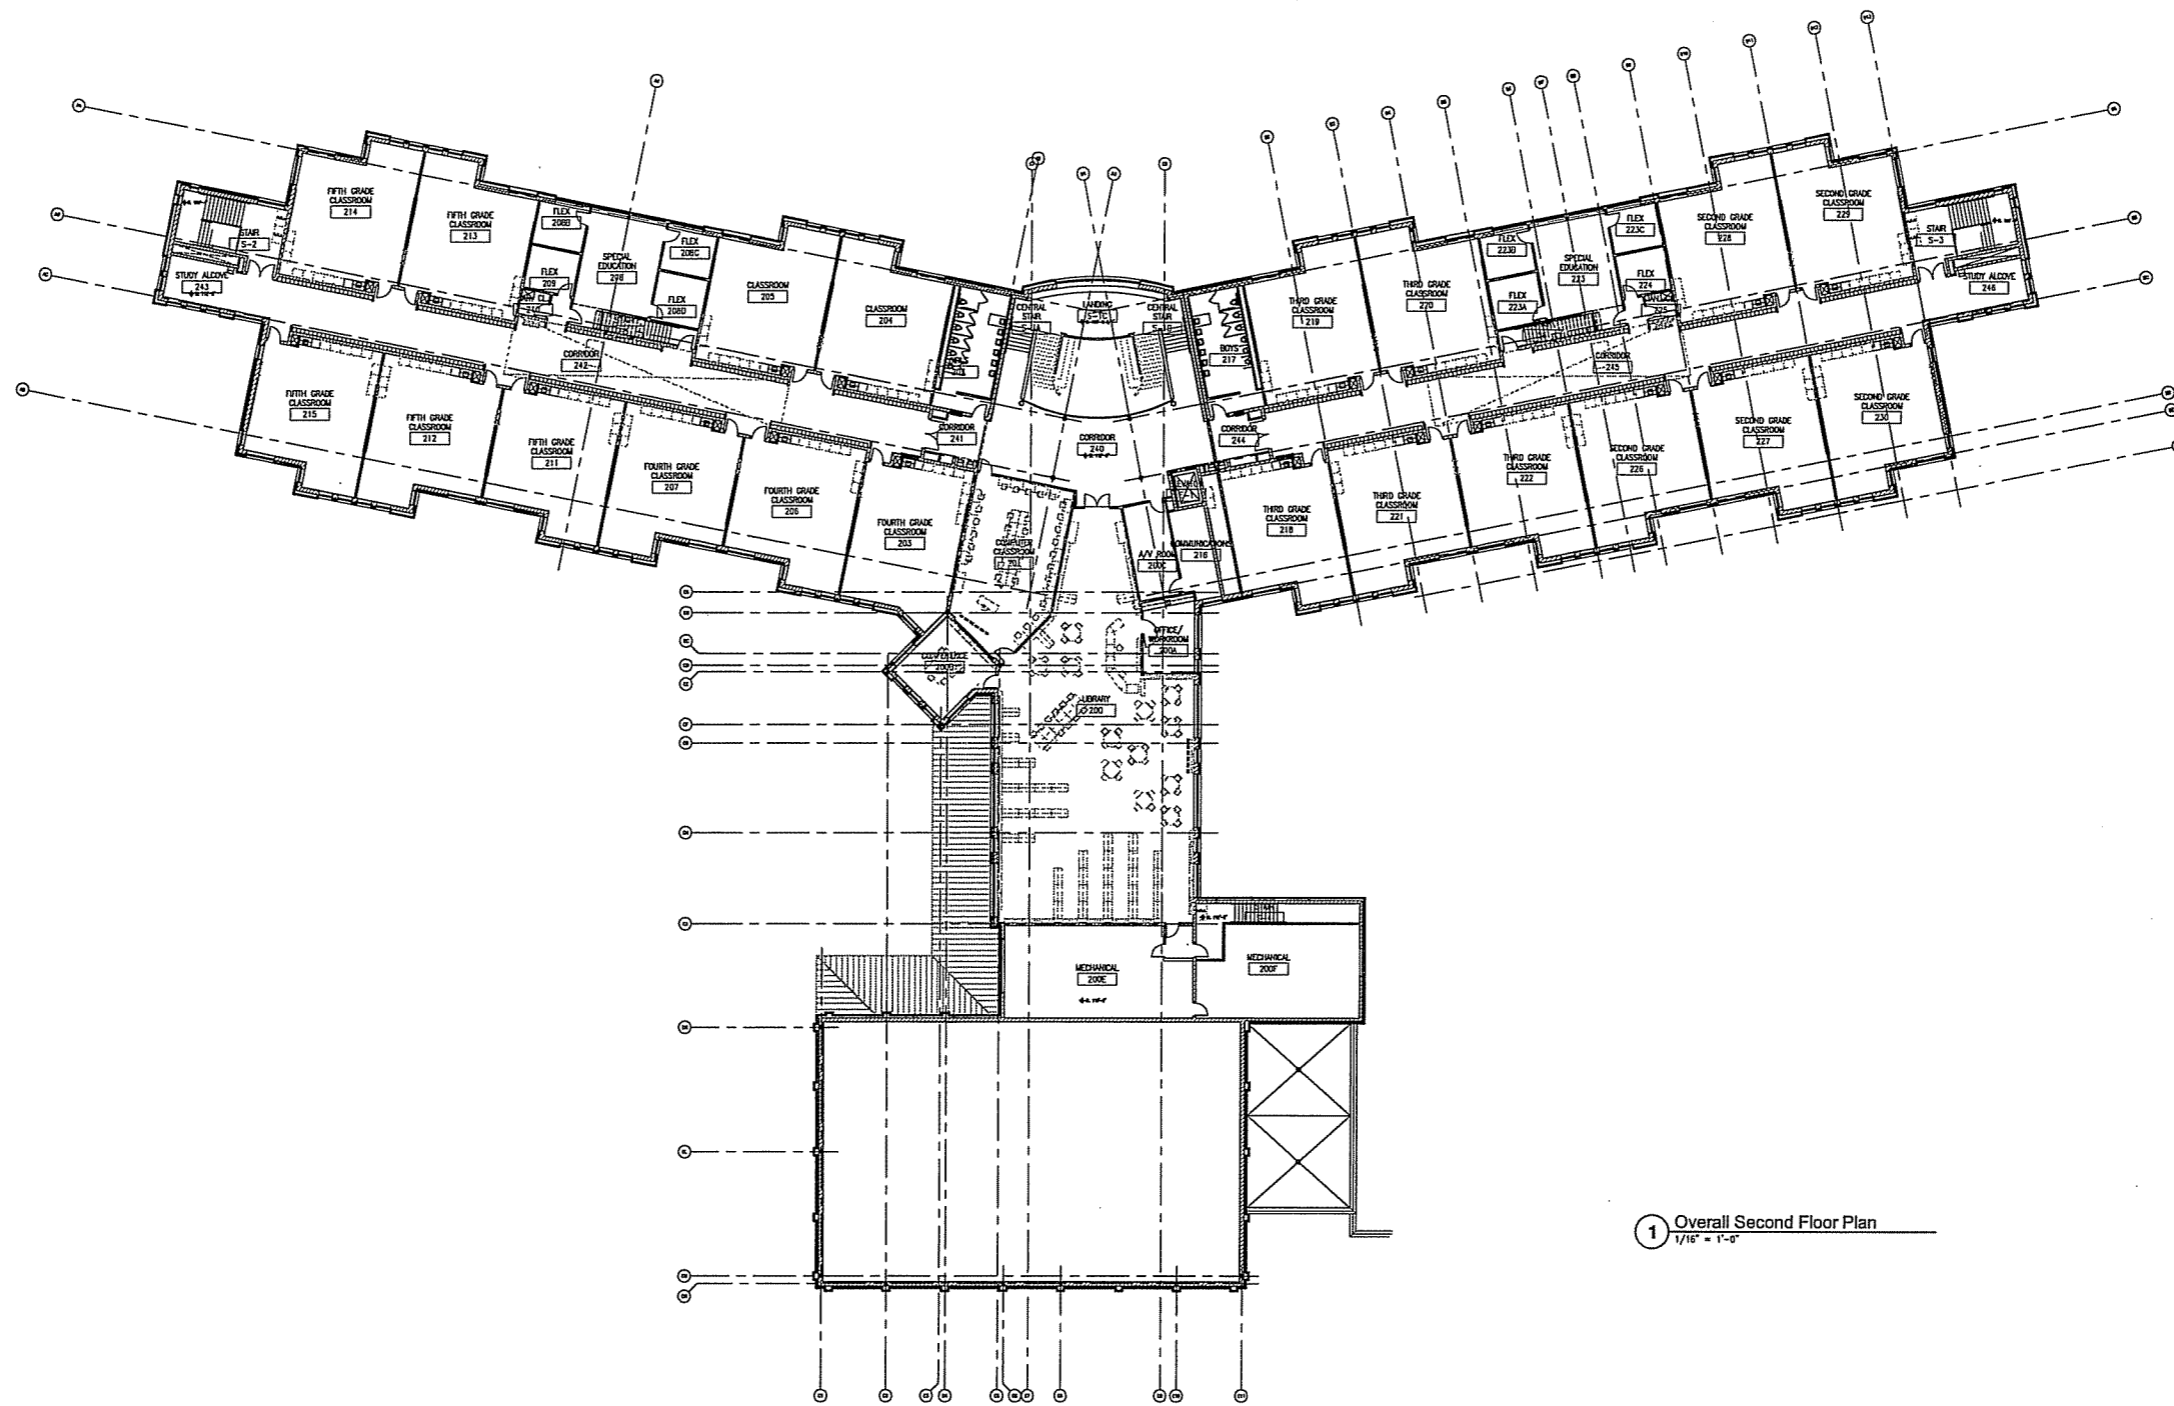 FIFTH GRADE
CLASSROOM
214
FIFTH GRADE
CLASSROOM
213
FLEX
208B
FLEX
209
SPECIAL
EDUCATION
208
FLEX
208C
FLEX
208D
CLASSROOM
205
CLASSROOM
204
STAIR
S-2
STUDY ALCOVE
243
CORRIDOR
242
FIFTH GRADE
CLASSROOM
215
FIFTH GRADE
CLASSROOM
212
FIFTH GRADE
CLASSROOM
211
FOURTH GRADE
CLASSROOM
207
FOURTH GRADE
CLASSROOM
206
FOURTH GRADE
CLASSROOM
203
CORRIDOR
241
CENTRAL
STAIR
LANDING
S-1C
CENTRAL
STAIR
CORRIDOR
240
BOYS
217
CORRIDOR
244
THIRD GRADE
CLASSROOM
219
THIRD GRADE
CLASSROOM
220
FLEX
223B
FLEX
223A
SPECIAL
EDUCATION
223
FLEX
223C
FLEX
224
SECOND GRADE
CLASSROOM
228
SECOND GRADE
CLASSROOM
229
STAIR
S-3
STUDY ALCOVE
246
CORRIDOR
245
THIRD GRADE
CLASSROOM
218
THIRD GRADE
CLASSROOM
221
THIRD GRADE
CLASSROOM
222
SECOND GRADE
CLASSROOM
226
SECOND GRADE
CLASSROOM
227
SECOND GRADE
CLASSROOM
230
COMPUTER
CLASSROOM
A/V ROOM
200C
COMMUNICATIONS
216
OFFICE/
WORKROOM
200A
CONFERENCE
200B
LIBRARY
200
MECHANICAL
200E
MECHANICAL
200F
1
Overall Second Floor Plan
1/16" = 1'-0"